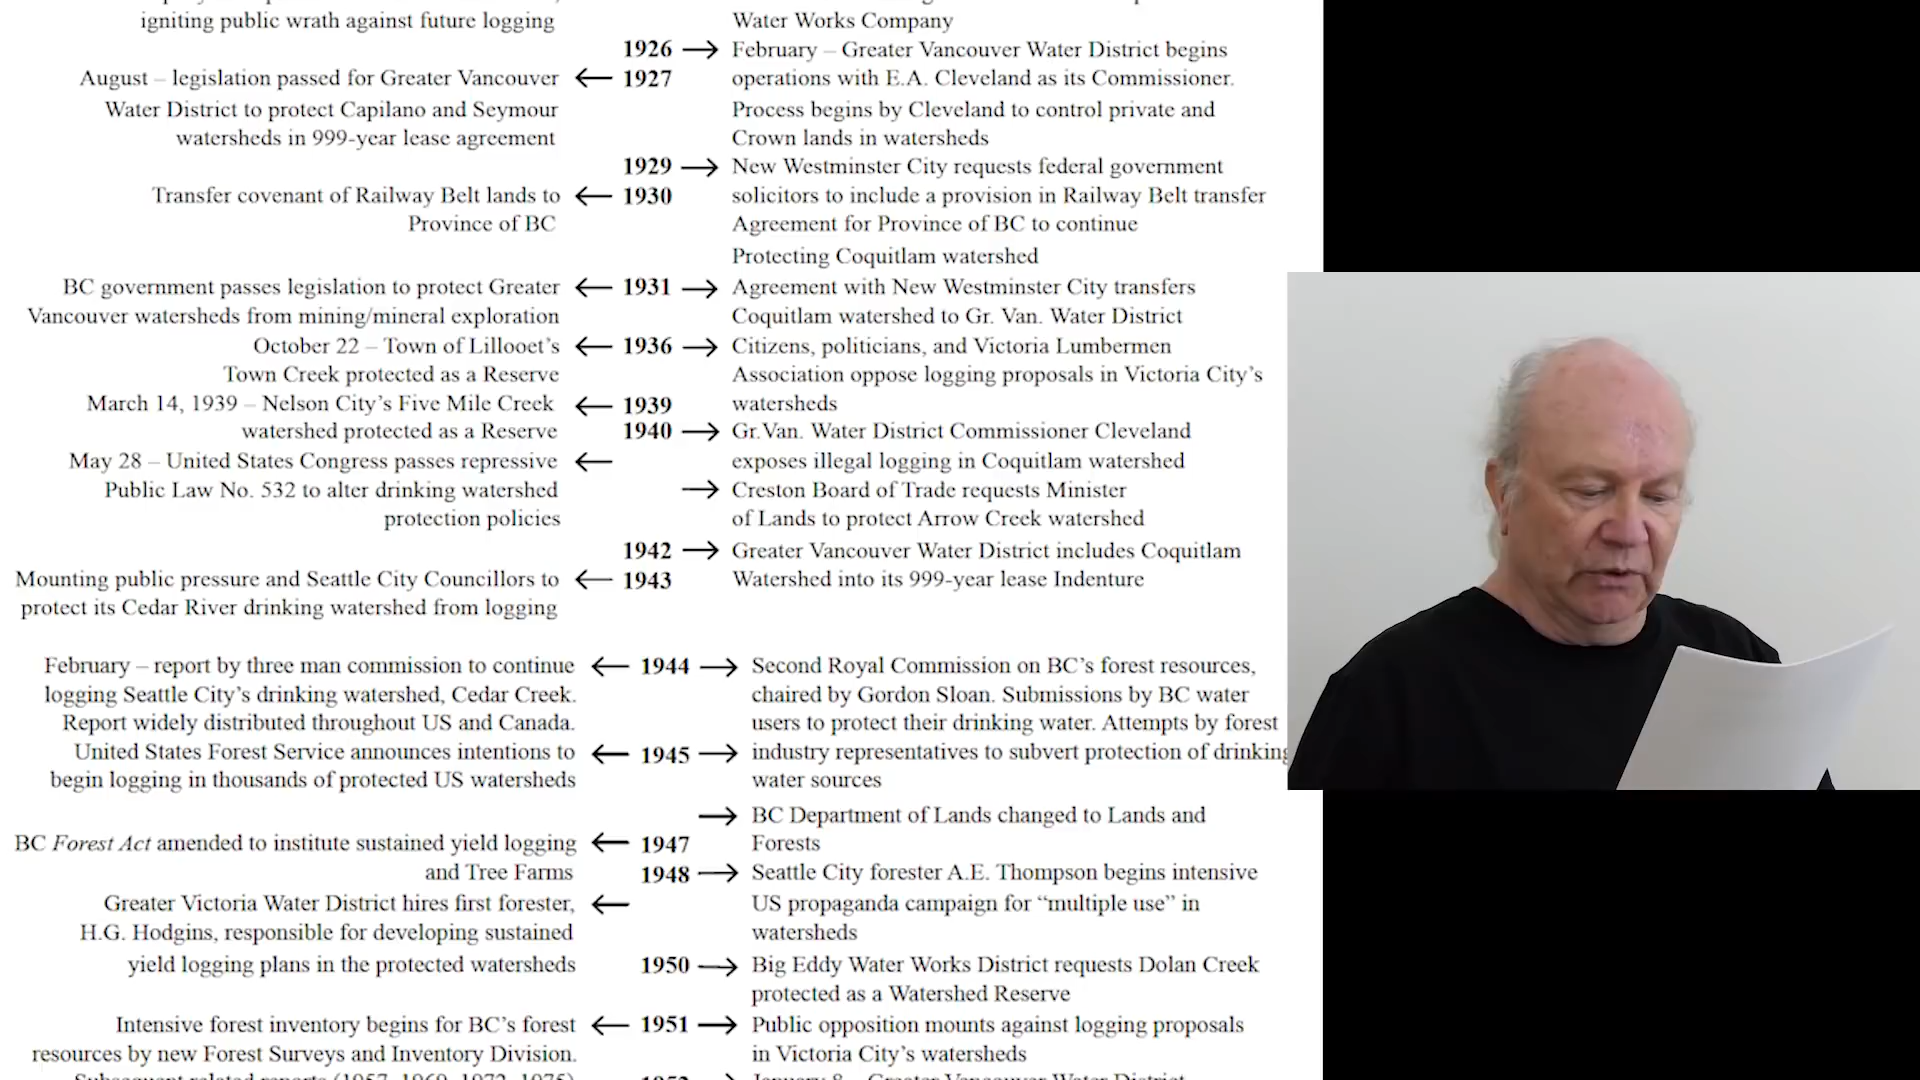 igniting public wrath against future logging
Water Works Company
1926 → February – Greater Vancouver Water District begins
August – legislation passed for Greater Vancouver ← 1927
operations with E.A. Cleveland as its Commissioner.
Water District to protect Capilano and Seymour
Process begins by Cleveland to control private and
watersheds in 999-year lease agreement
Crown lands in watersheds
1929 → New Westminster City requests federal government
Transfer covenant of Railway Belt lands to ← 1930
solicitors to include a provision in Railway Belt transfer
Province of BC
Agreement for Province of BC to continue
Protecting Coquitlam watershed
BC government passes legislation to protect Greater ← 1931 → Agreement with New Westminster City transfers
Vancouver watersheds from mining/mineral exploration
Coquitlam watershed to Gr. Van. Water District
October 22 – Town of Lillooet's ← 1936 → Citizens, politicians, and Victoria Lumbermen
Town Creek protected as a Reserve
Association oppose logging proposals in Victoria City's
March 14, 1939 – Nelson City's Five Mile Creek ← 1939
watersheds
watershed protected as a Reserve
1940 → Gr.Van. Water District Commissioner Cleveland
May 28 – United States Congress passes repressive ←
exposes illegal logging in Coquitlam watershed
Public Law No. 532 to alter drinking watershed
→ Creston Board of Trade requests Minister
protection policies
of Lands to protect Arrow Creek watershed
1942 → Greater Vancouver Water District includes Coquitlam
Mounting public pressure and Seattle City Councillors to ← 1943
Watershed into its 999-year lease Indenture
protect its Cedar River drinking watershed from logging
February – report by three man commission to continue ← 1944 → Second Royal Commission on BC's forest resources,
logging Seattle City's drinking watershed, Cedar Creek.
chaired by Gordon Sloan. Submissions by BC water
Report widely distributed throughout US and Canada.
users to protect their drinking water. Attempts by forest
United States Forest Service announces intentions to ← 1945 → industry representatives to subvert protection of drinking
begin logging in thousands of protected US watersheds
water sources
→ BC Department of Lands changed to Lands and
BC Forest Act amended to institute sustained yield logging ← 1947
Forests
and Tree Farms
1948 → Seattle City forester A.E. Thompson begins intensive
Greater Victoria Water District hires first forester, ←
US propaganda campaign for “multiple use” in
H.G. Hodgins, responsible for developing sustained
watersheds
yield logging plans in the protected watersheds
1950 → Big Eddy Water Works District requests Dolan Creek
protected as a Watershed Reserve
Intensive forest inventory begins for BC's forest ← 1951 → Public opposition mounts against logging proposals
resources by new Forest Surveys and Inventory Division.
in Victoria City's watersheds